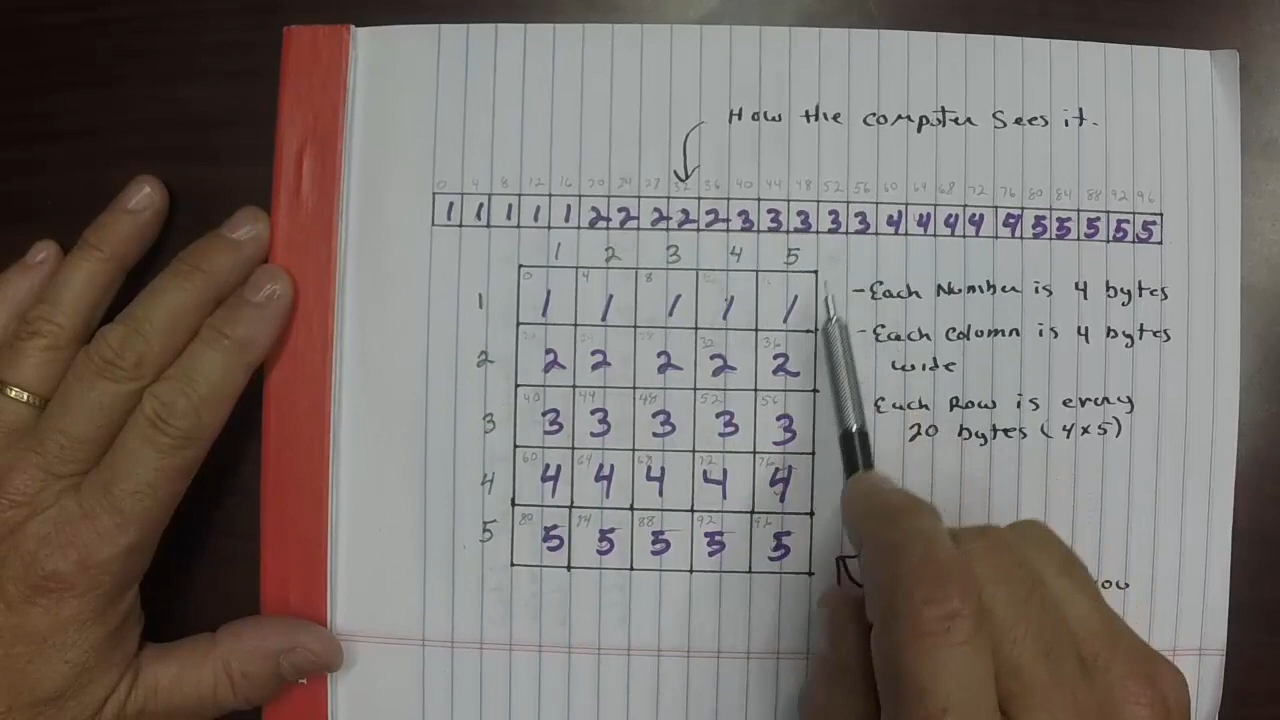 How the computer sees it.
0 4 8 12 16 20 24 28 32 36 40 44 48 52 56 60 64 68 72 76 80 84 88 92 96
1 1 1 1 1 2 2 2 2 2 3 3 3 3 3 4 4 4 4 4 5 5 5 5 5
1 2 3 4 5
0 4 8
1 1 1 1 1 1
32 36
2 2 2 2 2 2
40 44 48 52 56
3 3 3 3 3 3
60 64 68 72 76
4 4 4 4 4 4
80 84 88 92 96
5 5 5 5 5 5
- Each Number is 4 bytes
- Each column is 4 bytes
wide
Each Row is every
20 bytes (4x5)